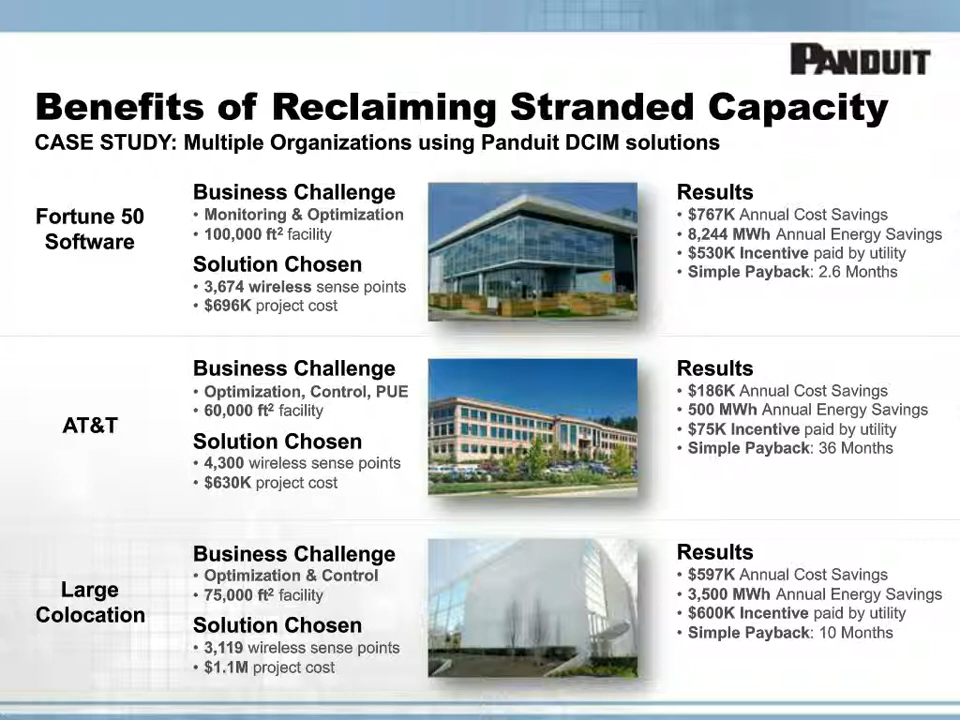 PANDUIT
Benefits of Reclaiming Stranded Capacity
CASE STUDY: Multiple Organizations using Panduit DCIM solutions
Fortune 50
Software
Business Challenge
• Monitoring & Optimization
• 100,000 ft² facility
Solution Chosen
• 3,674 wireless sense points
• $696K project cost
Results
• $767K Annual Cost Savings
• 8,244 MWh Annual Energy Savings
• $530K Incentive paid by utility
• Simple Payback: 2.6 Months
AT&T
Business Challenge
• Optimization, Control, PUE
• 60,000 ft² facility
Solution Chosen
• 4,300 wireless sense points
• $630K project cost
Results
• $186K Annual Cost Savings
• 500 MWh Annual Energy Savings
• $75K Incentive paid by utility
• Simple Payback: 36 Months
Large
Colocation
Business Challenge
• Optimization & Control
• 75,000 ft² facility
Solution Chosen
• 3,119 wireless sense points
• $1.1M project cost
Results
• $597K Annual Cost Savings
• 3,500 MWh Annual Energy Savings
• $600K Incentive paid by utility
• Simple Payback: 10 Months